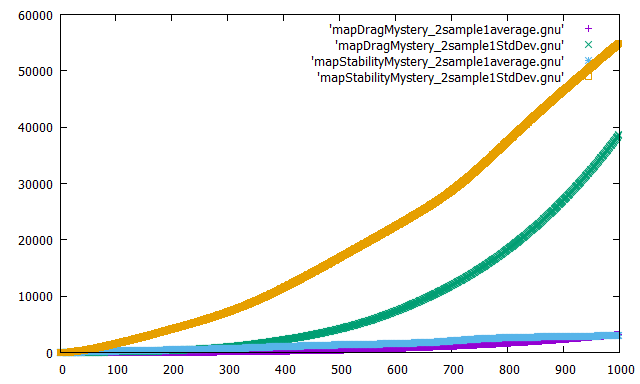 60000
50000
40000
30000
20000
10000
0
'mapDragMystery_2sample1average.gnu'
'mapDragMystery_2sample1StdDev.gnu'
'mapStabilityMystery_2sample1average.gnu'
'mapStabilityMystery_2sample1StdDev.gnu'
0 100 200 300 400 500 600 700 800 900 1000